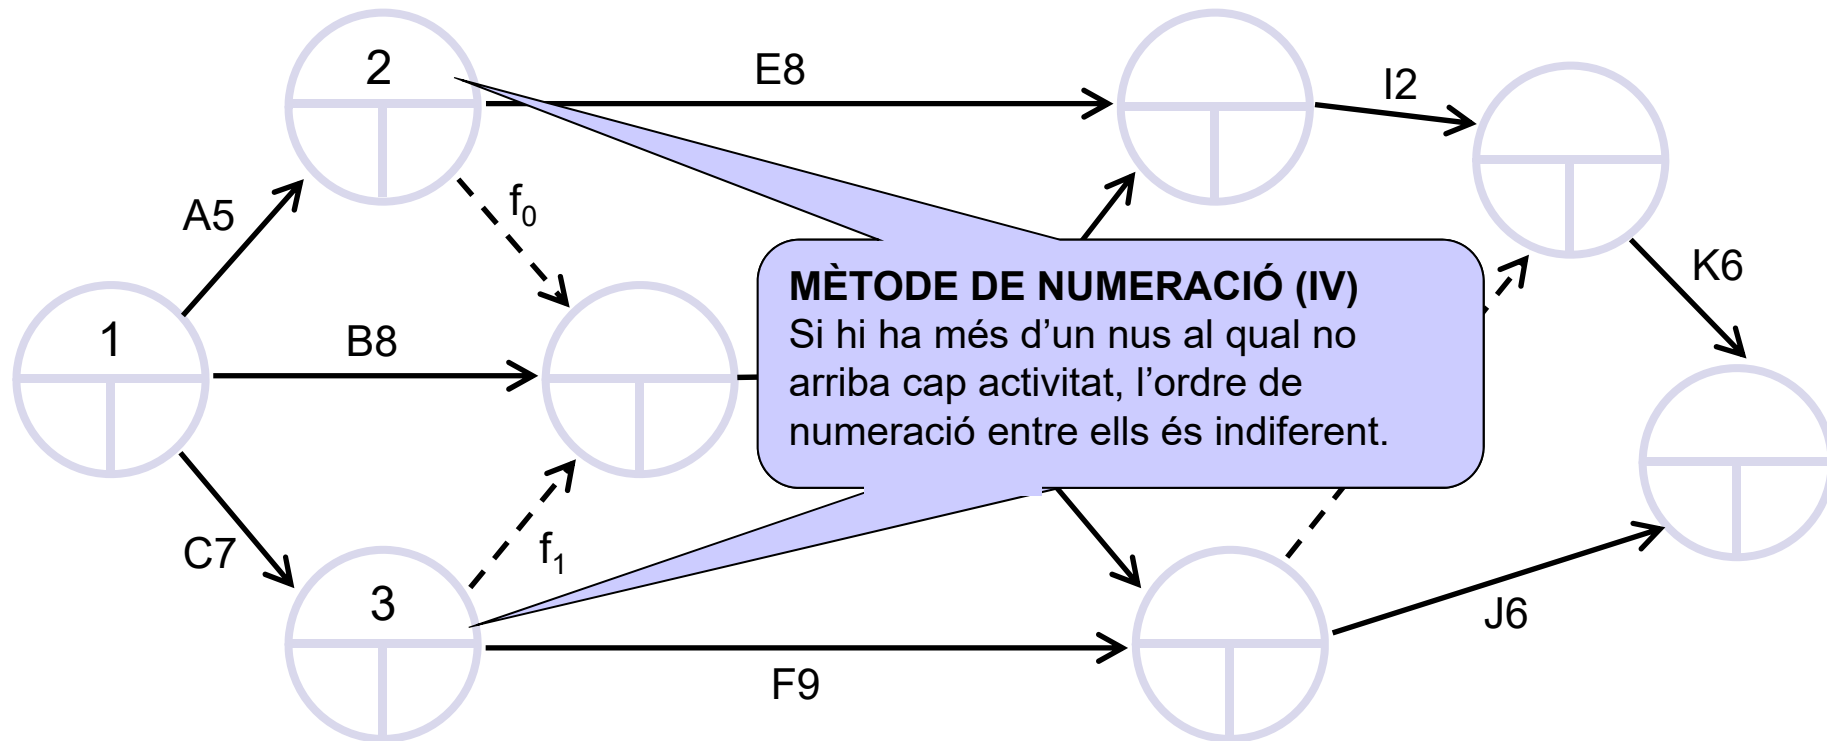 2
E8
I2
A5
f0
K6
1
B8
MÈTODE DE NUMERACIÓ (IV)
Si hi ha més d’un nus al qual no
arriba cap activitat, l’ordre de
numeració entre ells és indiferent.
C7
f1
3
J6
F9